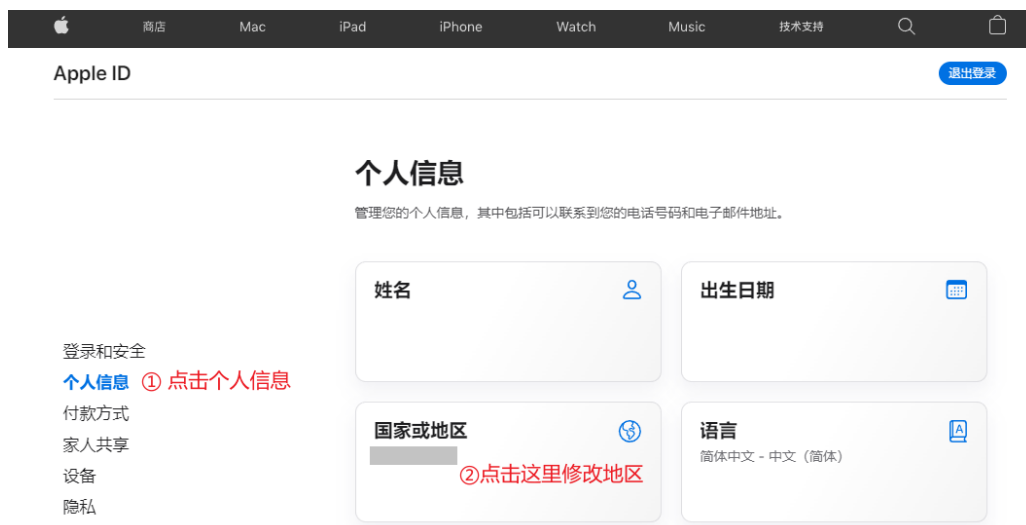 商店 Mac iPad iPhone Watch Music 技术支持
Apple ID 退出登录
个人信息
管理您的个人信息，其中包括可以联系到您的电话号码和电子邮件地址。
姓名 出生日期
登录和安全
个人信息 ① 点击个人信息
付款方式
家人共享
设备
隐私
国家或地区 语言
简体中文 - 中文（简体）
②点击这里修改地区